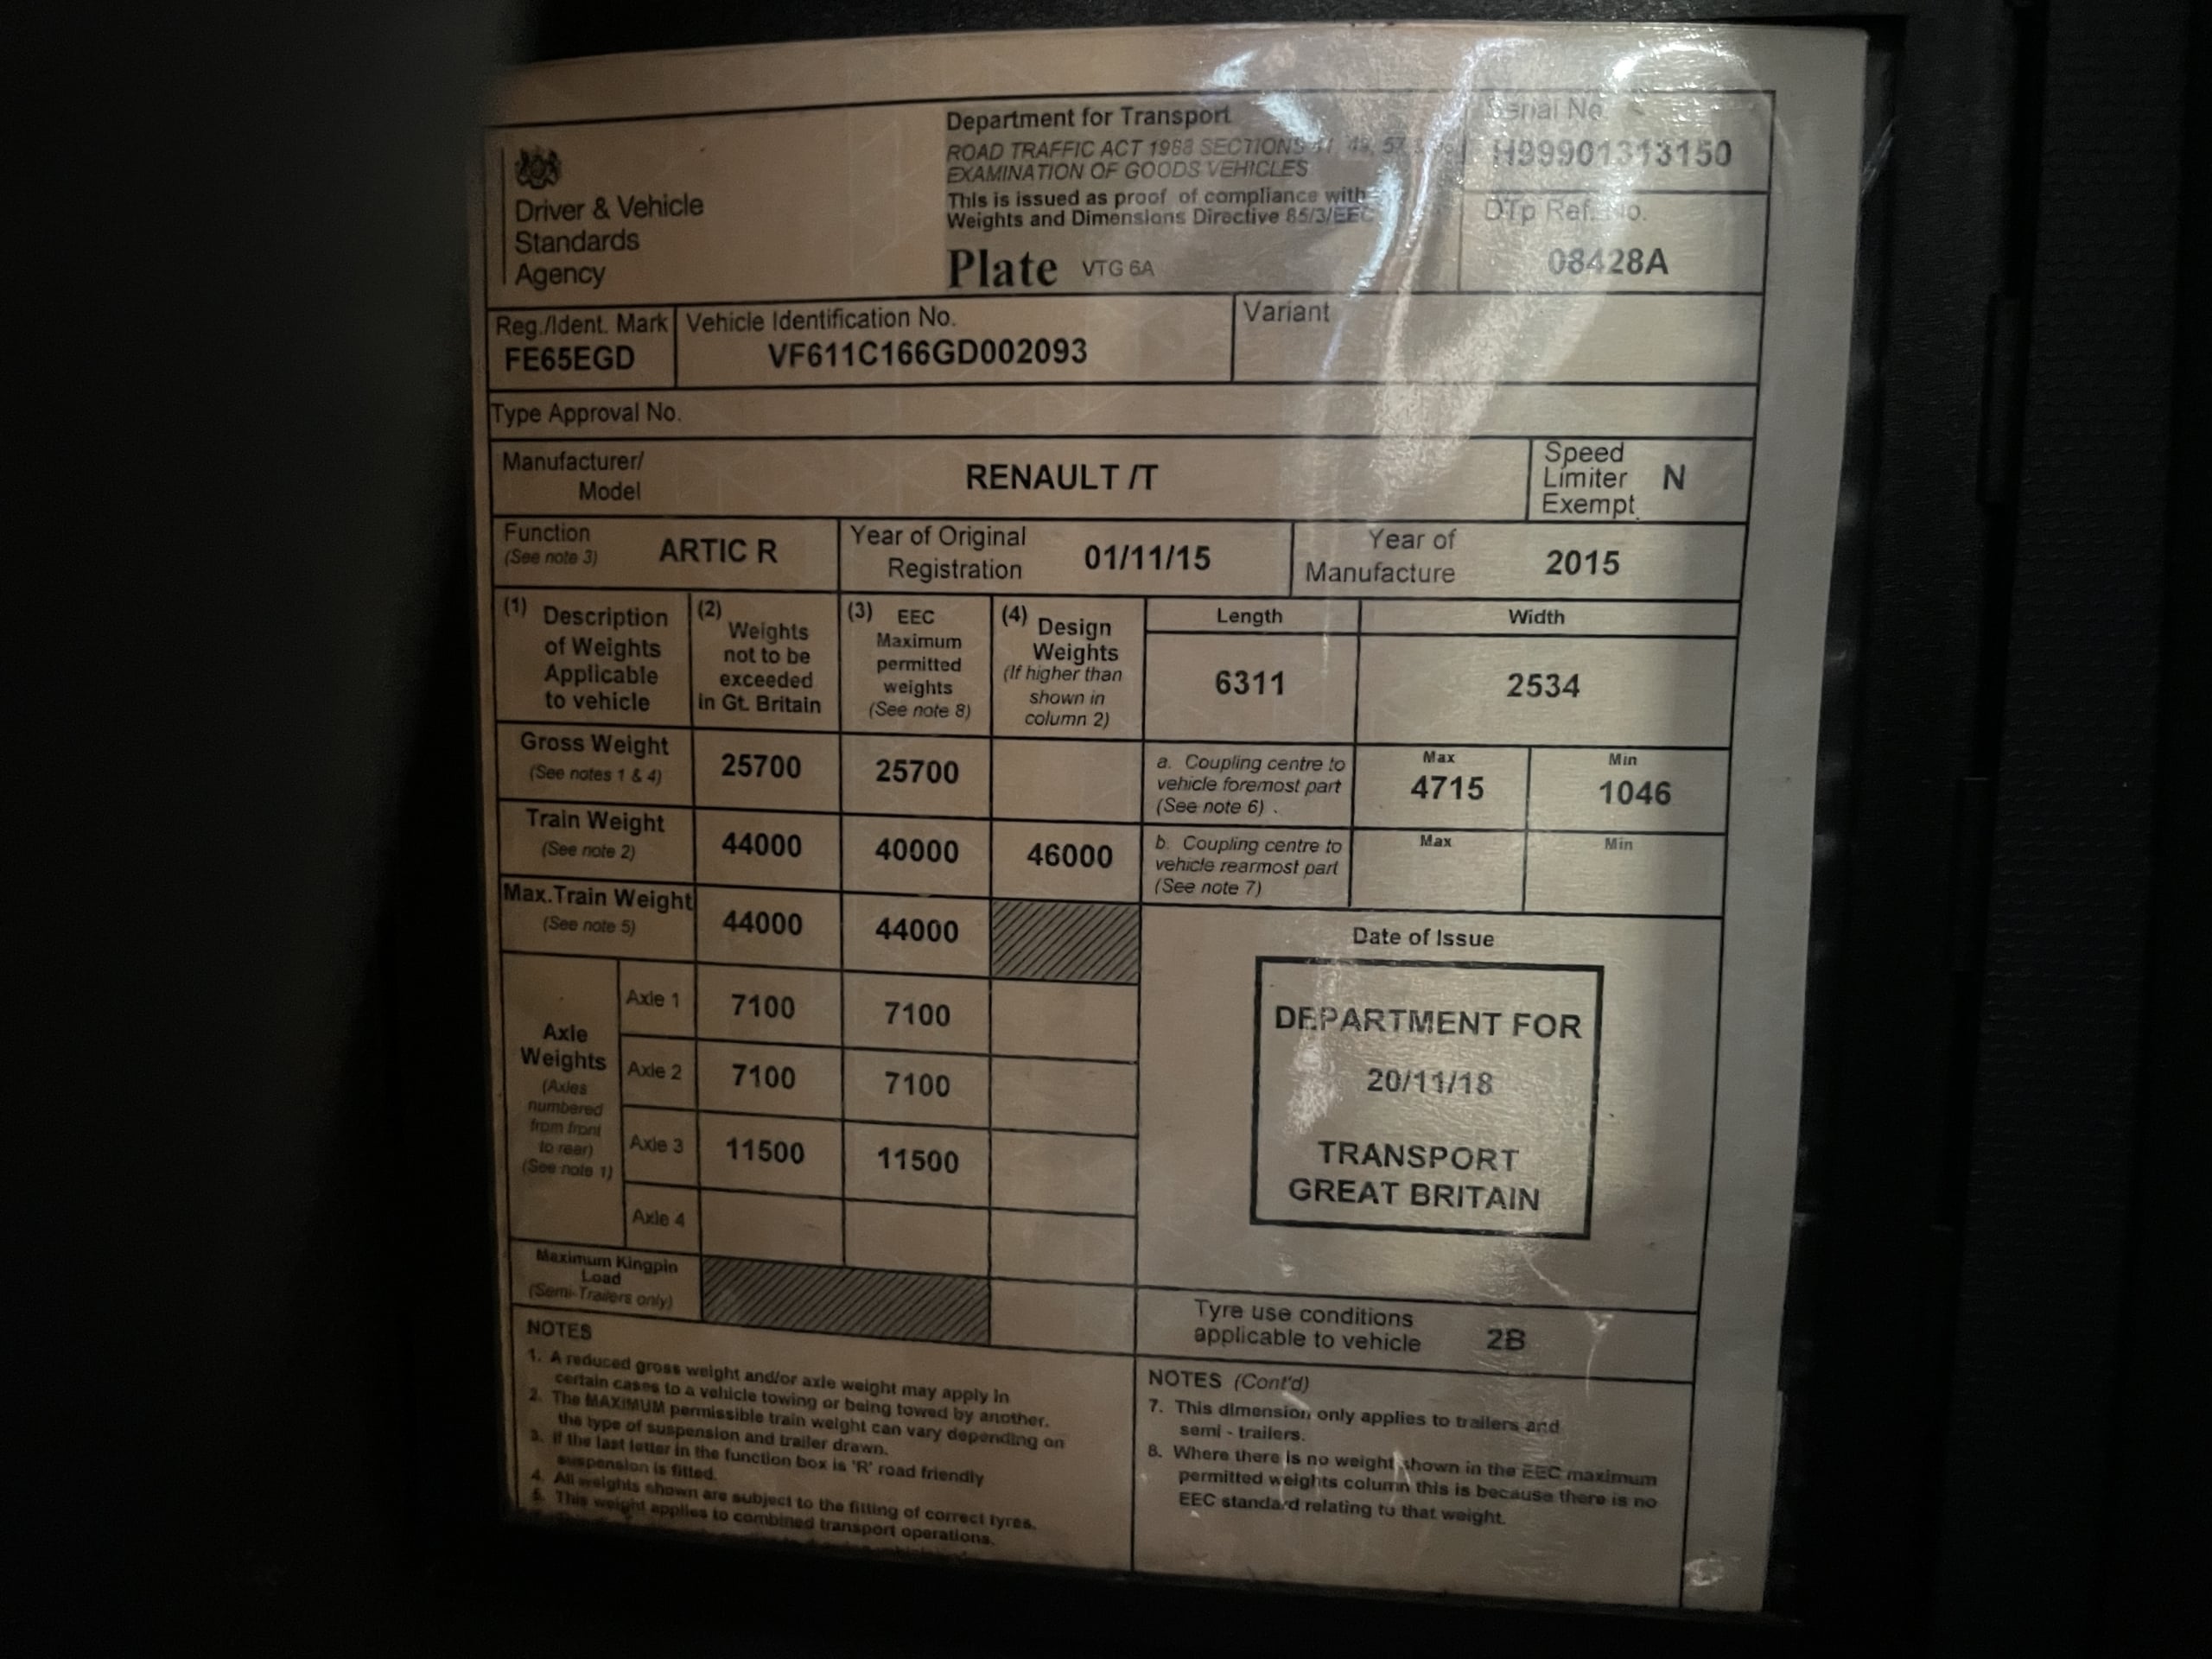 Driver & Vehicle
Standards
Agency
Department for Transport
ROAD TRAFFIC ACT 1968 SECTIONS 41, 49, 57,
EXAMINATION OF GOODS VEHICLES
This is issued as proof of compliance with
Weights and Dimensions Directive 85/3/EEC
Plate VTG 6A
Serial No.
H99901313150
DTp Ref. No.
08428A
Reg./Ident. Mark
FE65EGD
Vehicle Identification No.
VF611C166GD002093
Variant
Type Approval No.
Manufacturer/
Model
RENAULT /T
Speed
Limiter
Exempt.
N
Function
(See note 3)
ARTIC R
Year of Original
Registration
01/11/15
Year of
Manufacture
2015
(1) Description
of Weights
Applicable
to vehicle
(2) Weights
not to be
exceeded
in Gt. Britain
(3) EEC
Maximum
permitted
weights
(See note 8)
(4) Design
Weights
(If higher than
shown in
column 2)
Length
Width
6311
2534
Gross Weight
(See notes 1 & 4)
25700
25700
a. Coupling centre to
vehicle foremost part
(See note 6) .
Max
4715
Min
1046
Train Weight
(See note 2)
44000
40000
46000
b. Coupling centre to
vehicle rearmost part
(See note 7)
Max
Min
Max.Train Weight
(See note 5)
44000
44000
Date of Issue
DEPARTMENT FOR
20/11/18
TRANSPORT
GREAT BRITAIN
Axle
Weights
(Axles
numbered
from front
to rear)
(See note 1)
Axle 1
7100
7100
Axle 2
7100
7100
Axle 3
11500
11500
Axle 4
Maximum Kingpin
Load
(Semi-Trailers only)
Tyre use conditions
applicable to vehicle
2B
NOTES
1. A reduced gross weight and/or axle weight may apply in
certain cases to a vehicle towing or being towed by another.
2. The MAXIMUM permissible train weight can vary depending on
the type of suspension and trailer drawn.
3. If the last letter in the function box is 'R' road friendly
suspension is fitted.
4. All weights shown are subject to the fitting of correct tyres.
5. This weight applies to combined transport operations.
NOTES (Cont'd)
7. This dimension only applies to trailers and
semi - trailers.
8. Where there is no weight shown in the EEC maximum
permitted weights column this is because there is no
EEC standard relating to that weight.